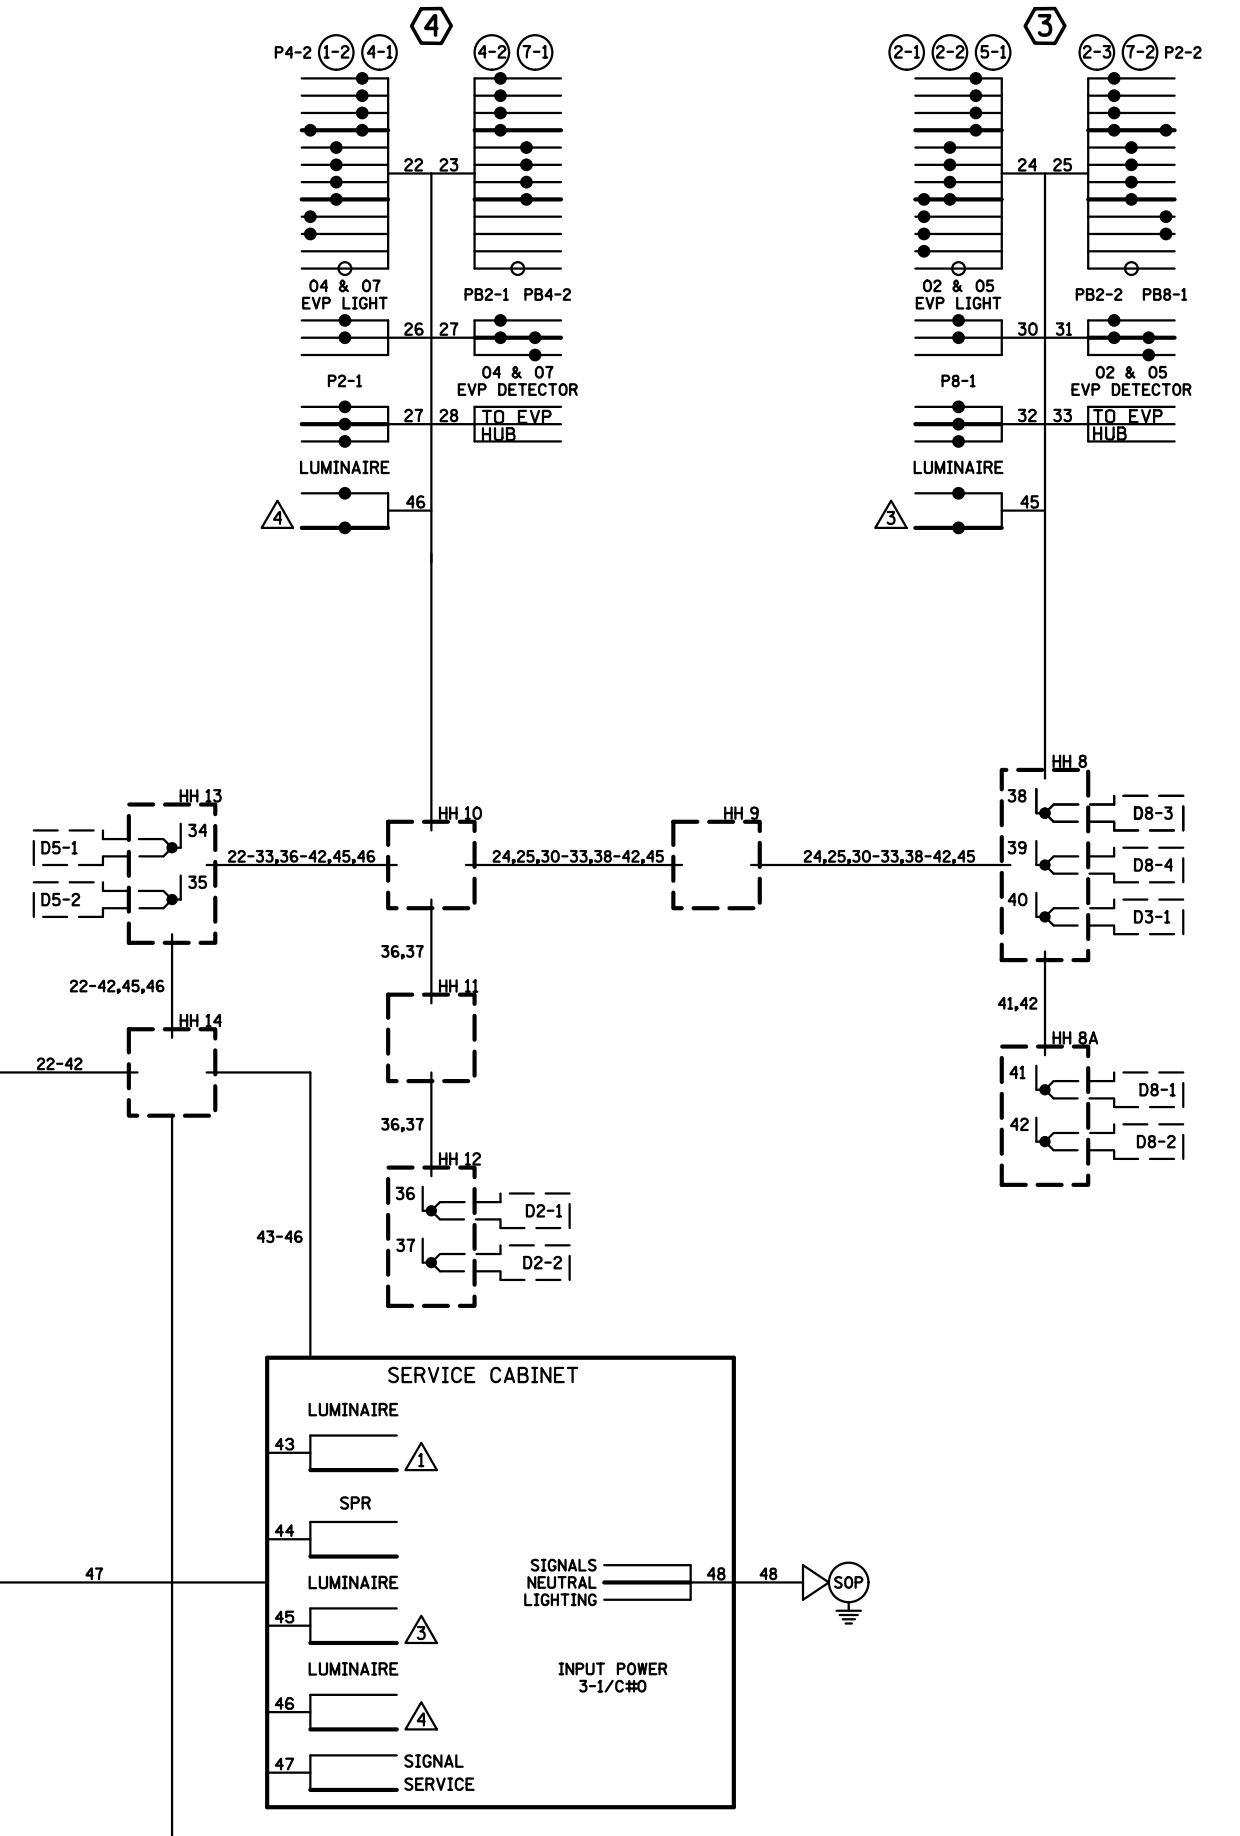 4
P4-2 1-2 4-1
4-2 7-1
22 23
04 & 07
EVP LIGHT
PB2-1 PB4-2
26 27
04 & 07
EVP DETECTOR
P2-1
27 28
TO EVP
HUB
LUMINAIRE
4
46
3
2-1 2-2 5-1
2-3 7-2 P2-2
24 25
02 & 05
EVP LIGHT
PB2-2 PB8-1
30 31
02 & 05
EVP DETECTOR
P8-1
32 33
TO EVP
HUB
LUMINAIRE
3
45
HH 13
D5-1
34
D5-2
35
22-33,36-42,45,46
HH 10
24,25,30-33,38-42,45
HH 9
24,25,30-33,38-42,45
HH 8
38
D8-3
39
D8-4
40
D3-1
22-42,45,46
36,37
41,42
HH 14
22-42
HH 11
HH 8A
41
D8-1
42
D8-2
36,37
HH 12
36
D2-1
37
D2-2
43-46
SERVICE CABINET
LUMINAIRE
43
1
SPR
44
47
LUMINAIRE
45
3
LUMINAIRE
46
4
47
SIGNAL
SERVICE
SIGNALS
NEUTRAL
LIGHTING
48 48
SOP
INPUT POWER
3-1/C#0